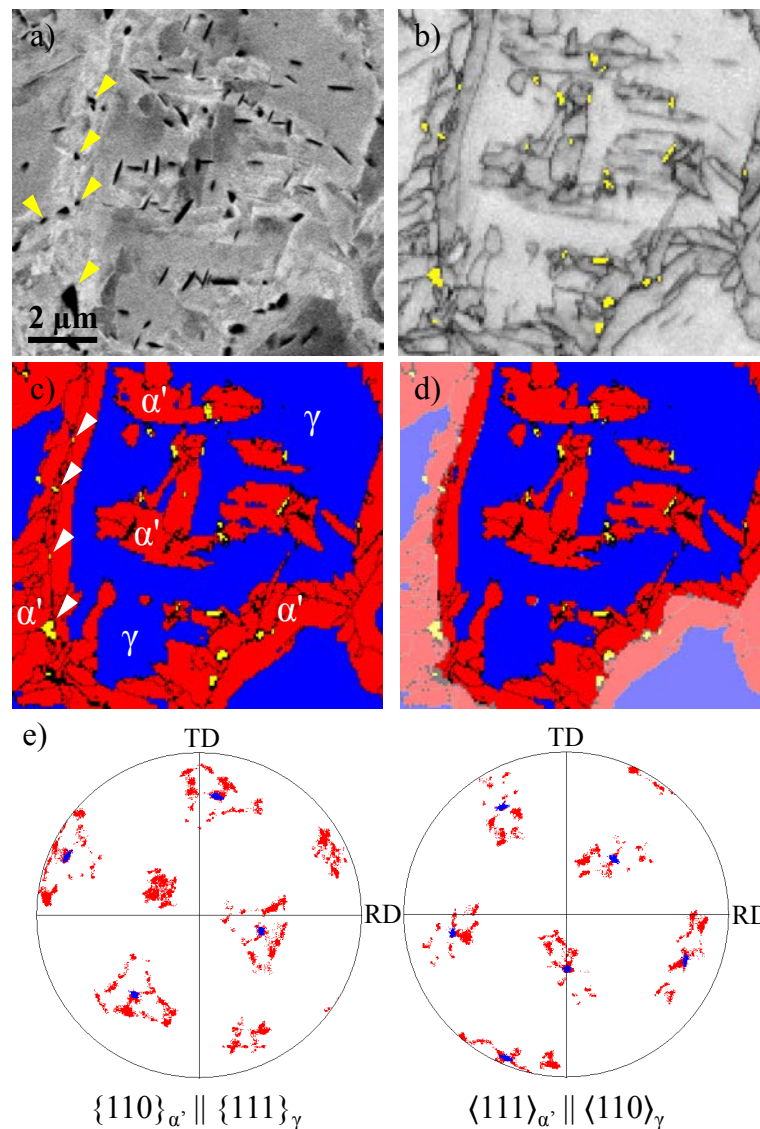 a)
b)
2 µm
c)
d)
α'
γ
α'
α'
α'
γ
e)
TD
TD
RD
RD
{110}α' || {111}γ
⟨111⟩α' || ⟨110⟩γ